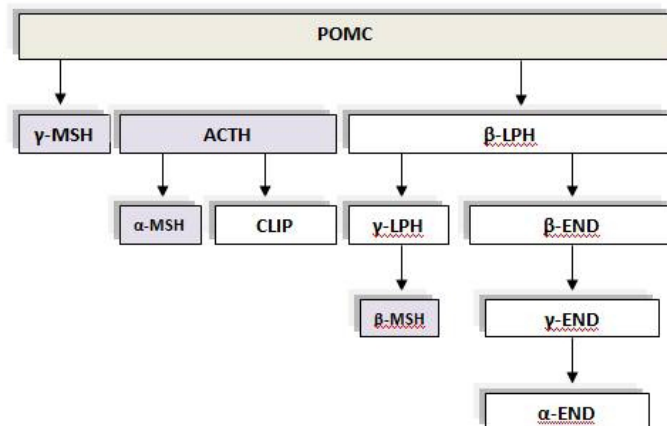 POMC
γ-MSH ACTH β-LPH
α-MSH CLIP γ-LPH β-END
β-MSH γ-END
α-END